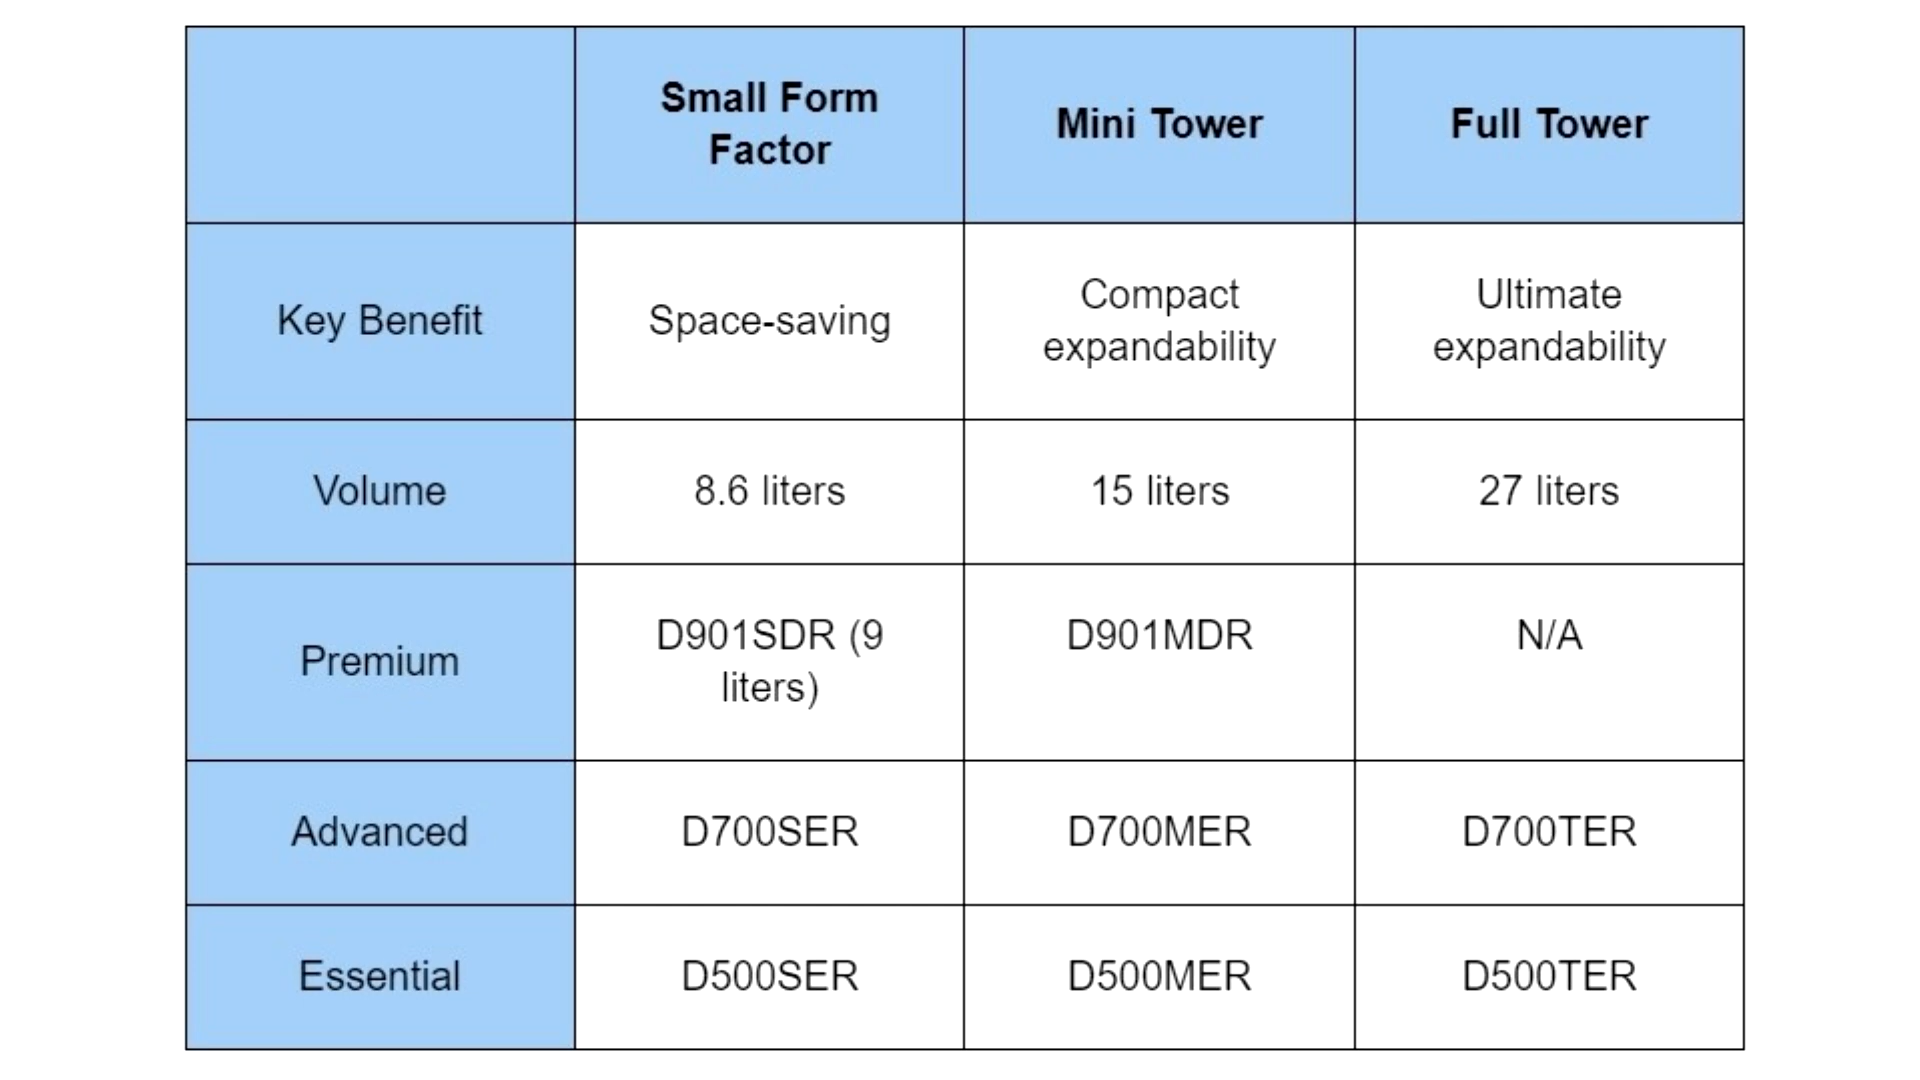 Small Form
Factor
Mini Tower
Full Tower
Key Benefit
Space-saving
Compact
expandability
Ultimate
expandability
Volume
8.6 liters
15 liters
27 liters
Premium
D901SDR (9
liters)
D901MDR
N/A
Advanced
D700SER
D700MER
D700TER
Essential
D500SER
D500MER
D500TER